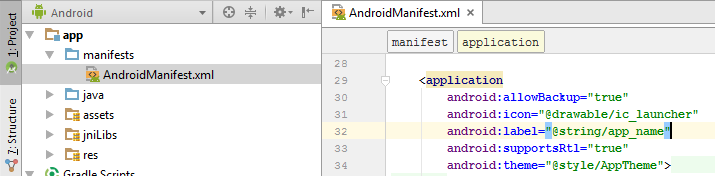 Android
AndroidManifest.xml
1: Project
7: Structure
app
manifests
AndroidManifest.xml
java
assets
jniLibs
res
Gradle Scripts
manifest
application
28
29 <application
30 android:allowBackup="true"
31 android:icon="@drawable/ic_launcher"
32 android:label="@string/app_name"
33 android:supportsRtl="true"
34 android:theme="@style/AppTheme">